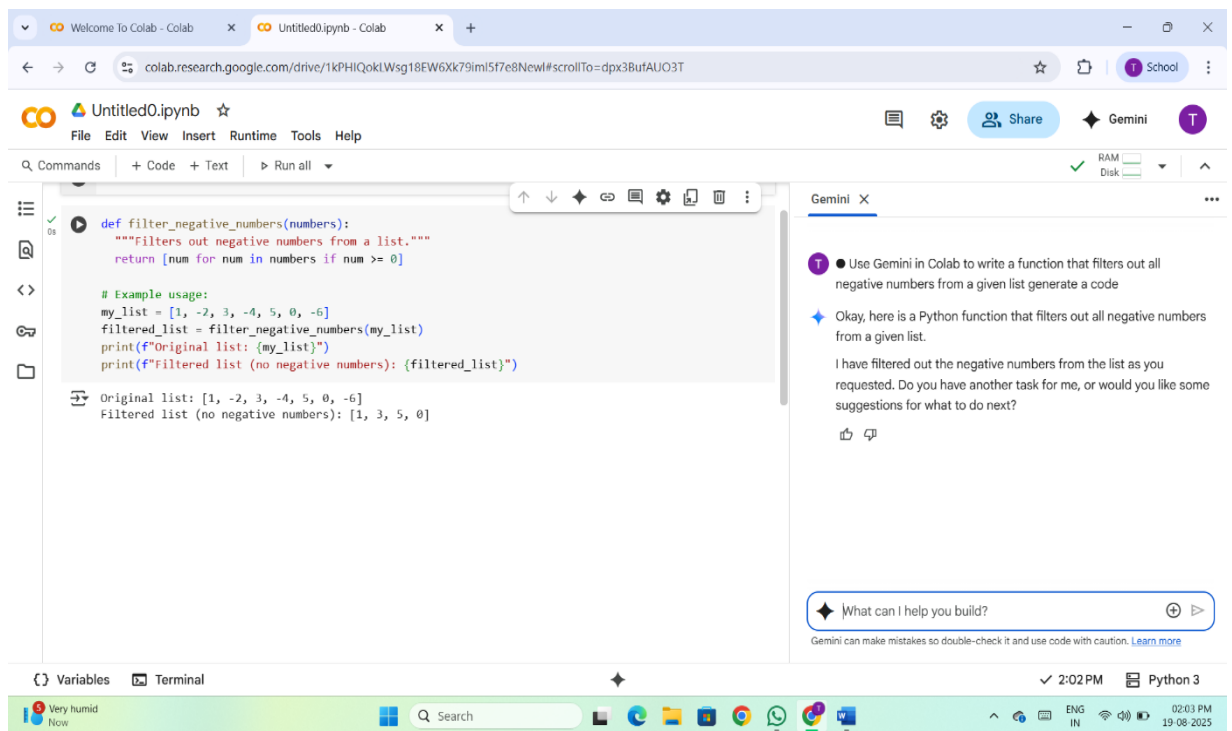 Welcome To Colab - Colab
Untitled0.ipynb - Colab
colab.research.google.com/drive/1kPHIQokLWsg18EW6Xk79iml5f7e8Newl#scrollTo=dpx3BufAUO3T
School
Untitled0.ipynb
File Edit View Insert Runtime Tools Help
Share
Gemini
T
Commands + Code + Text Run all
RAM
Disk
0s
def filter_negative_numbers(numbers):
"""Filters out negative numbers from a list."""
return [num for num in numbers if num >= 0]
# Example usage:
my_list = [1, -2, 3, -4, 5, 0, -6]
filtered_list = filter_negative_numbers(my_list)
print(f"Original list: {my_list}")
print(f"Filtered list (no negative numbers): {filtered_list}")
Original list: [1, -2, 3, -4, 5, 0, -6]
Filtered list (no negative numbers): [1, 3, 5, 0]
Gemini
T
● Use Gemini in Colab to write a function that filters out all
negative numbers from a given list generate a code
Okay, here is a Python function that filters out all negative numbers
from a given list.
I have filtered out the negative numbers from the list as you
requested. Do you have another task for me, or would you like some
suggestions for what to do next?
What can I help you build?
Gemini can make mistakes so double-check it and use code with caution. Learn more
Variables Terminal
2:02 PM Python 3
5
Very humid
Now
Search
ENG
IN
02:03 PM
19-08-2025